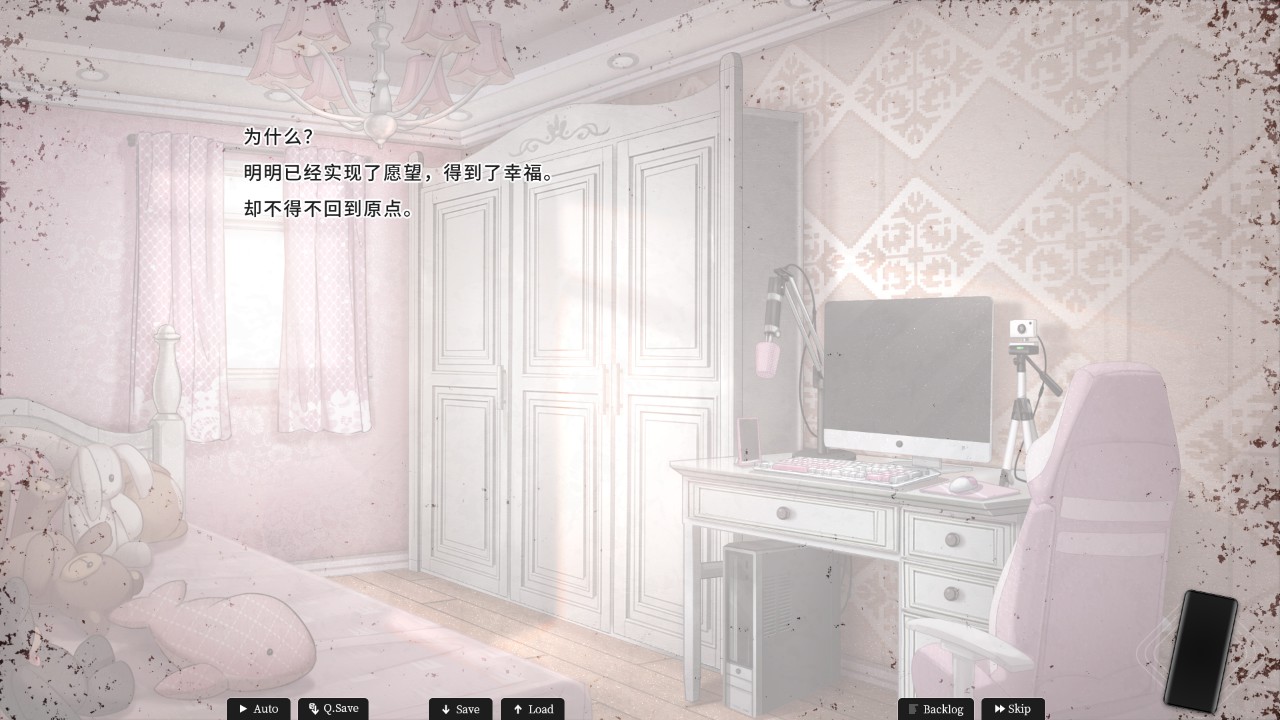 为什么？
明明已经实现了愿望，得到了幸福。
却不得不回到原点。
Auto
Q.Save
Save
Load
Backlog
Skip